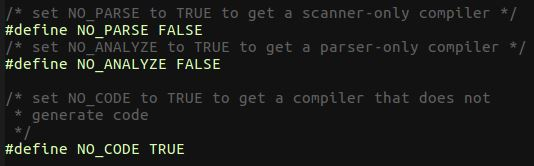 /* set NO_PARSE to TRUE to get a scanner-only compiler */
#define NO_PARSE FALSE
/* set NO_ANALYZE to TRUE to get a parser-only compiler */
#define NO_ANALYZE FALSE
/* set NO_CODE to TRUE to get a compiler that does not
 * generate code
 */
#define NO_CODE TRUE